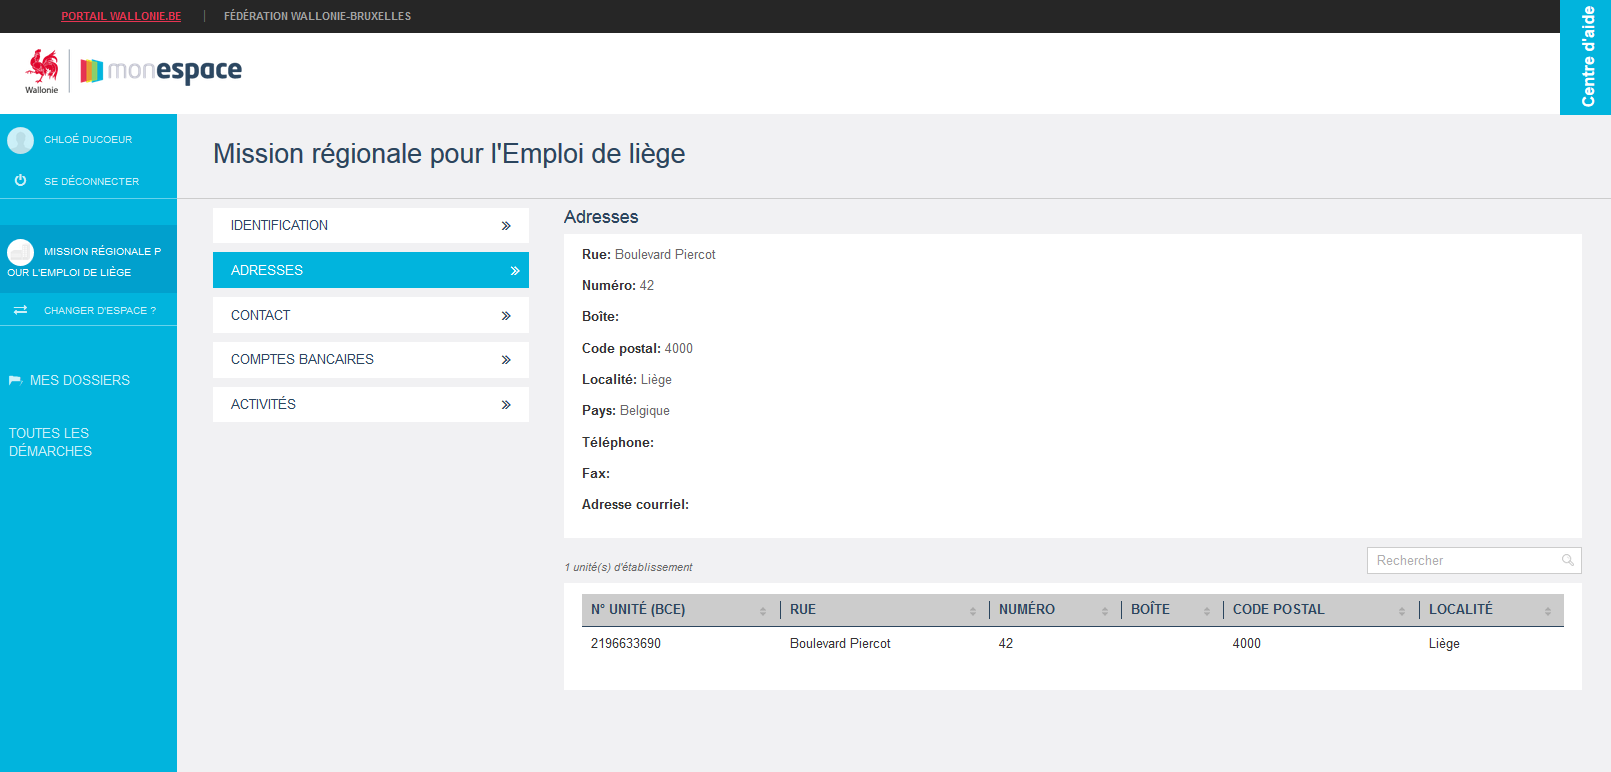 PORTAIL WALLONIE.BE | FÉDÉRATION WALLONIE-BRUXELLES
Centre d'aide
Wallonie
monespace
CHLOÉ DUCOEUR
SE DÉCONNECTER
MISSION RÉGIONALE P
OUR L'EMPLOI DE LIÈGE
CHANGER D'ESPACE ?
MES DOSSIERS
TOUTES LES
DÉMARCHES
Mission régionale pour l'Emploi de liège
IDENTIFICATION
ADRESSES
CONTACT
COMPTES BANCAIRES
ACTIVITÉS
Adresses
Rue: Boulevard Piercot
Numéro: 42
Boîte:
Code postal: 4000
Localité: Liège
Pays: Belgique
Téléphone:
Fax:
Adresse courriel:
1 unité(s) d'établissement
Rechercher
N° UNITÉ (BCE) RUE NUMÉRO BOÎTE CODE POSTAL LOCALITÉ
2196633690 Boulevard Piercot 42 4000 Liège